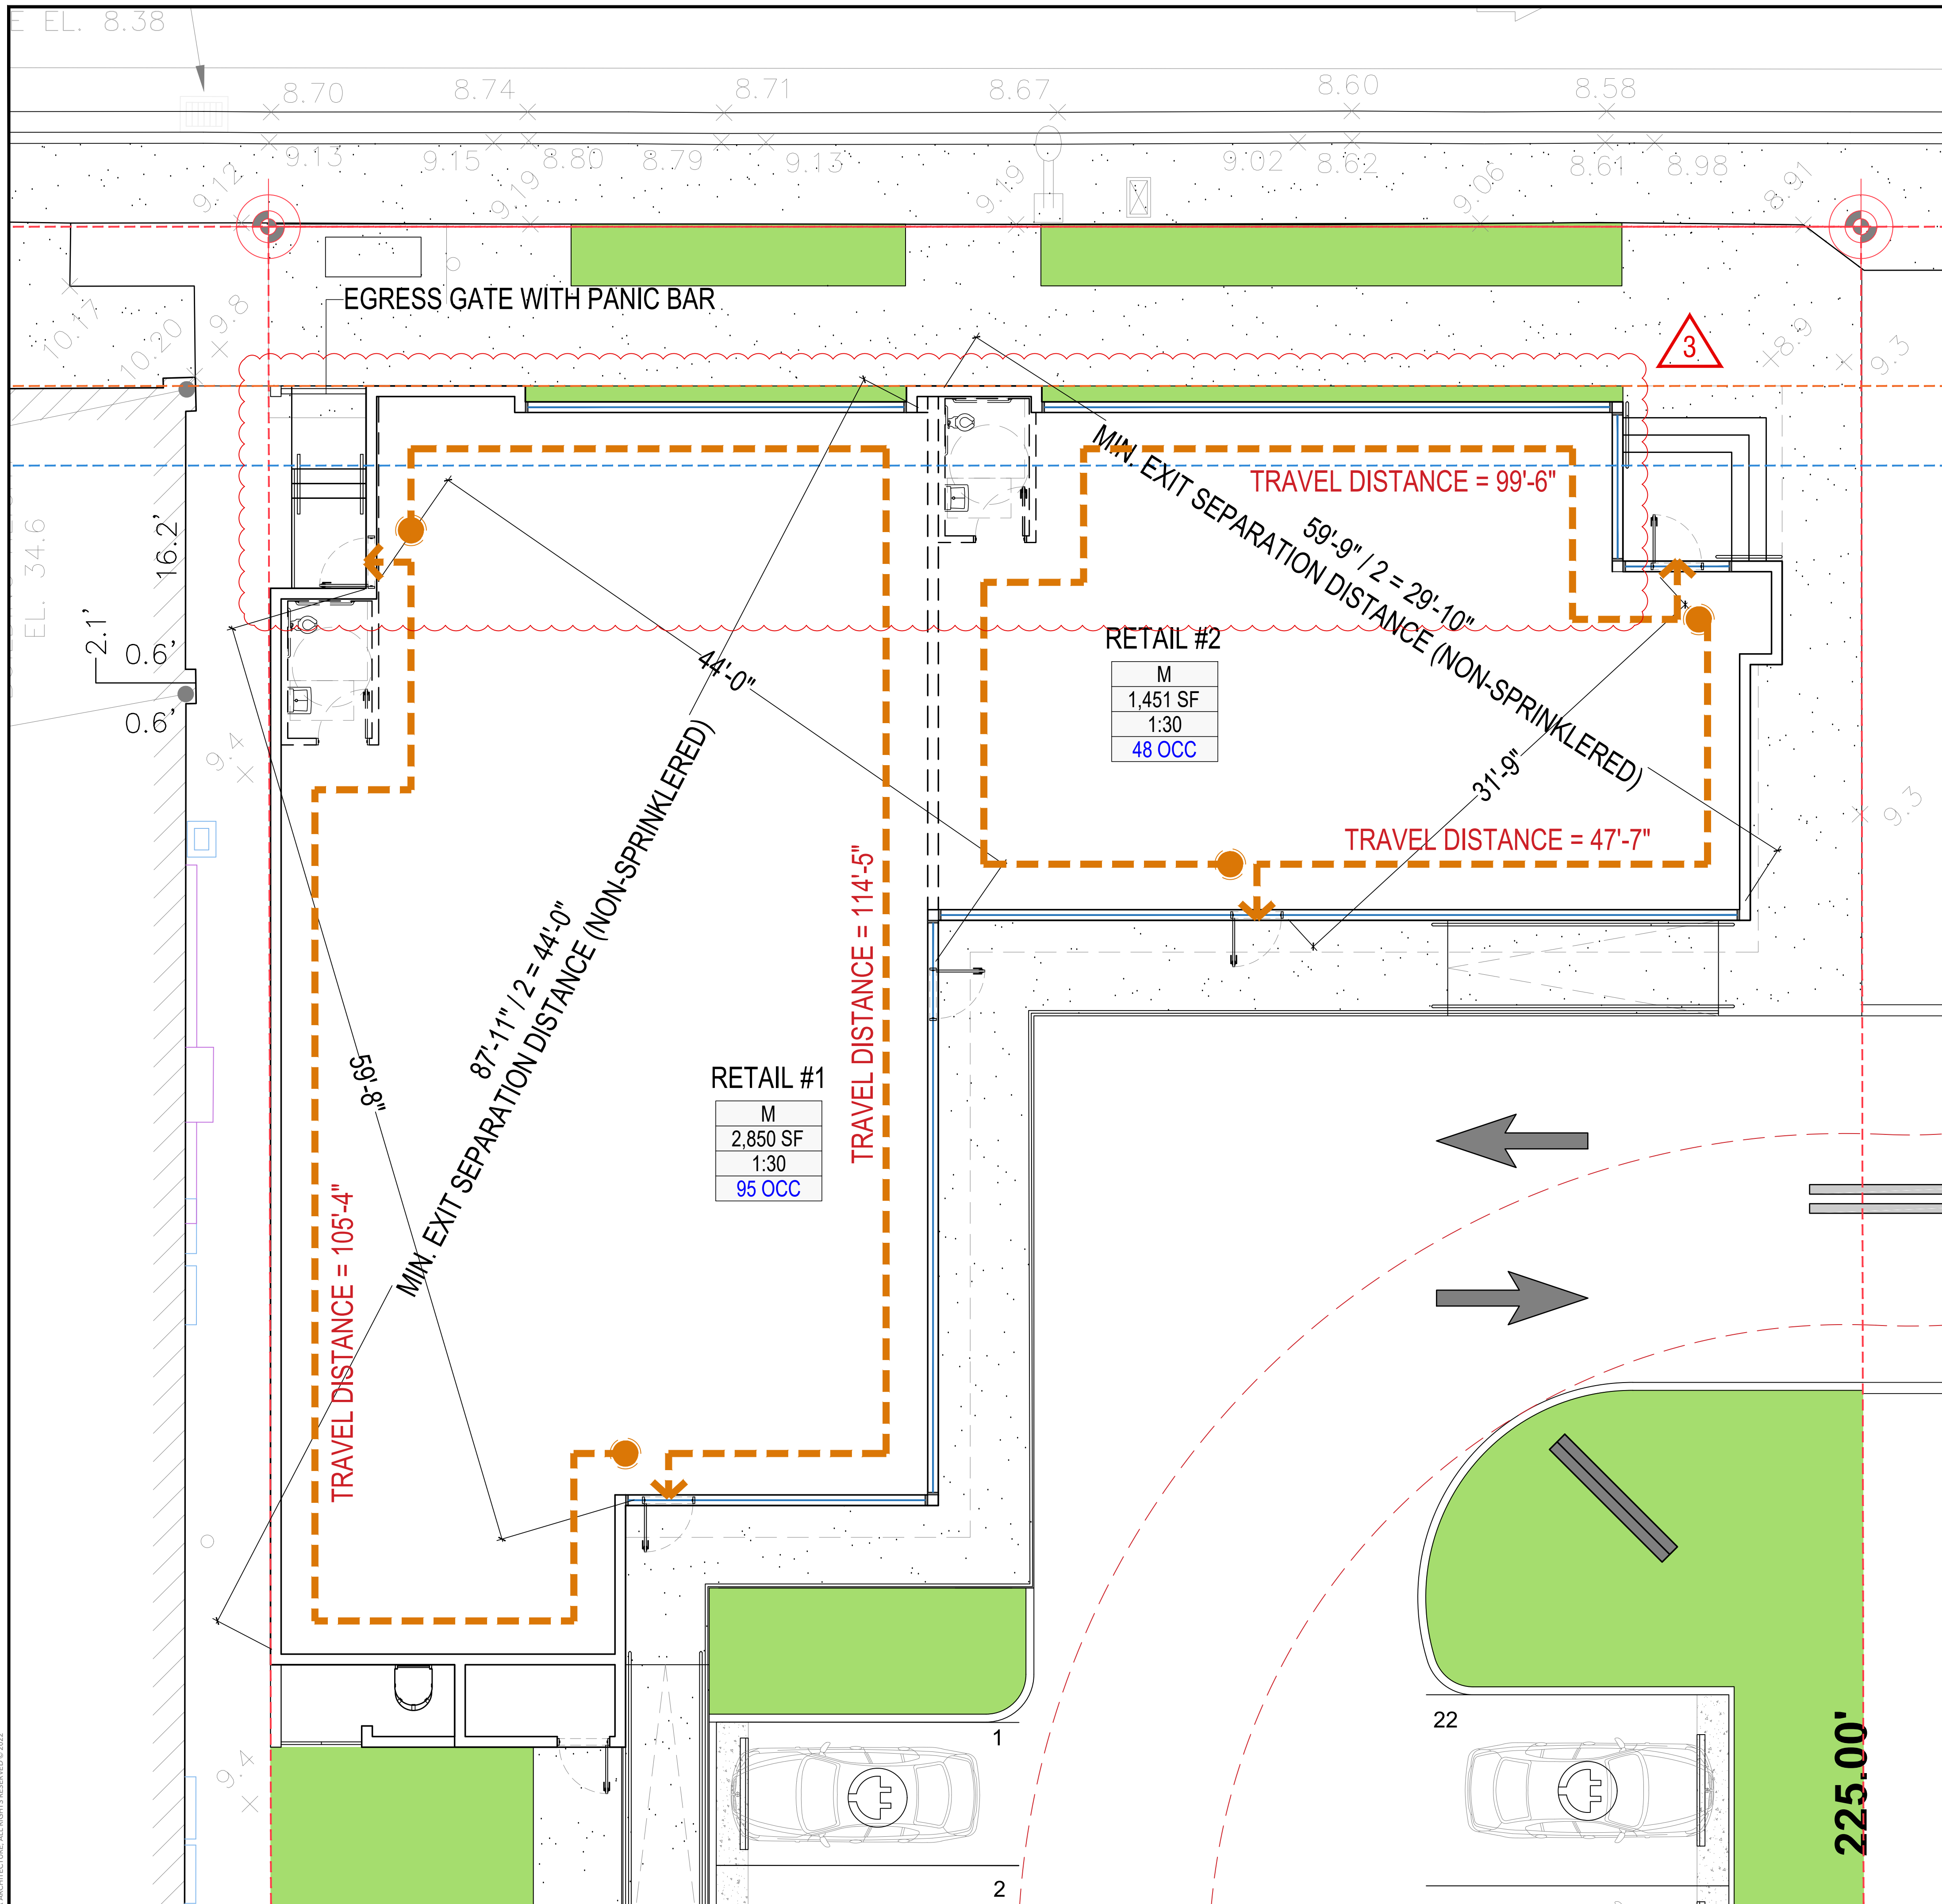 E EL. 8.38
8.70
8.74
8.71
8.67
8.60
8.58
9.13
9.15
8.80
8.79
9.13
9.02
8.62
8.61
8.98
9.12
9.19
9.19
9.06
8.91
EGRESS GATE WITH PANIC BAR
10.17
10.20
9.8
3
8.9
9.3
MIN. EXIT SEPARATION DISTANCE (NON-SPRINKLERED)
59'-9" / 2 = 29'-10"
TRAVEL DISTANCE = 99'-6"
EL. 34.6
16.2'
2.1'
0.6'
0.6'
9.4
44'-0"
RETAIL #2
M
1,451 SF
1:30
48 OCC
31'-9"
TRAVEL DISTANCE = 47'-7"
9.3
87'-11" / 2 = 44'-0"
MIN. EXIT SEPARATION DISTANCE (NON-SPRINKLERED)
TRAVEL DISTANCE = 114'-5"
59'-8"
RETAIL #1
M
2,850 SF
1:30
95 OCC
TRAVEL DISTANCE = 105'-4"
9.4
1
2
22
225.00'
ARCHITECTURE, ALL RIGHTS RESERVED © 2022